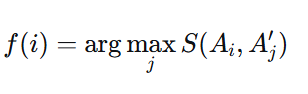 f(i) = arg max_j S(A_i, A'_j)